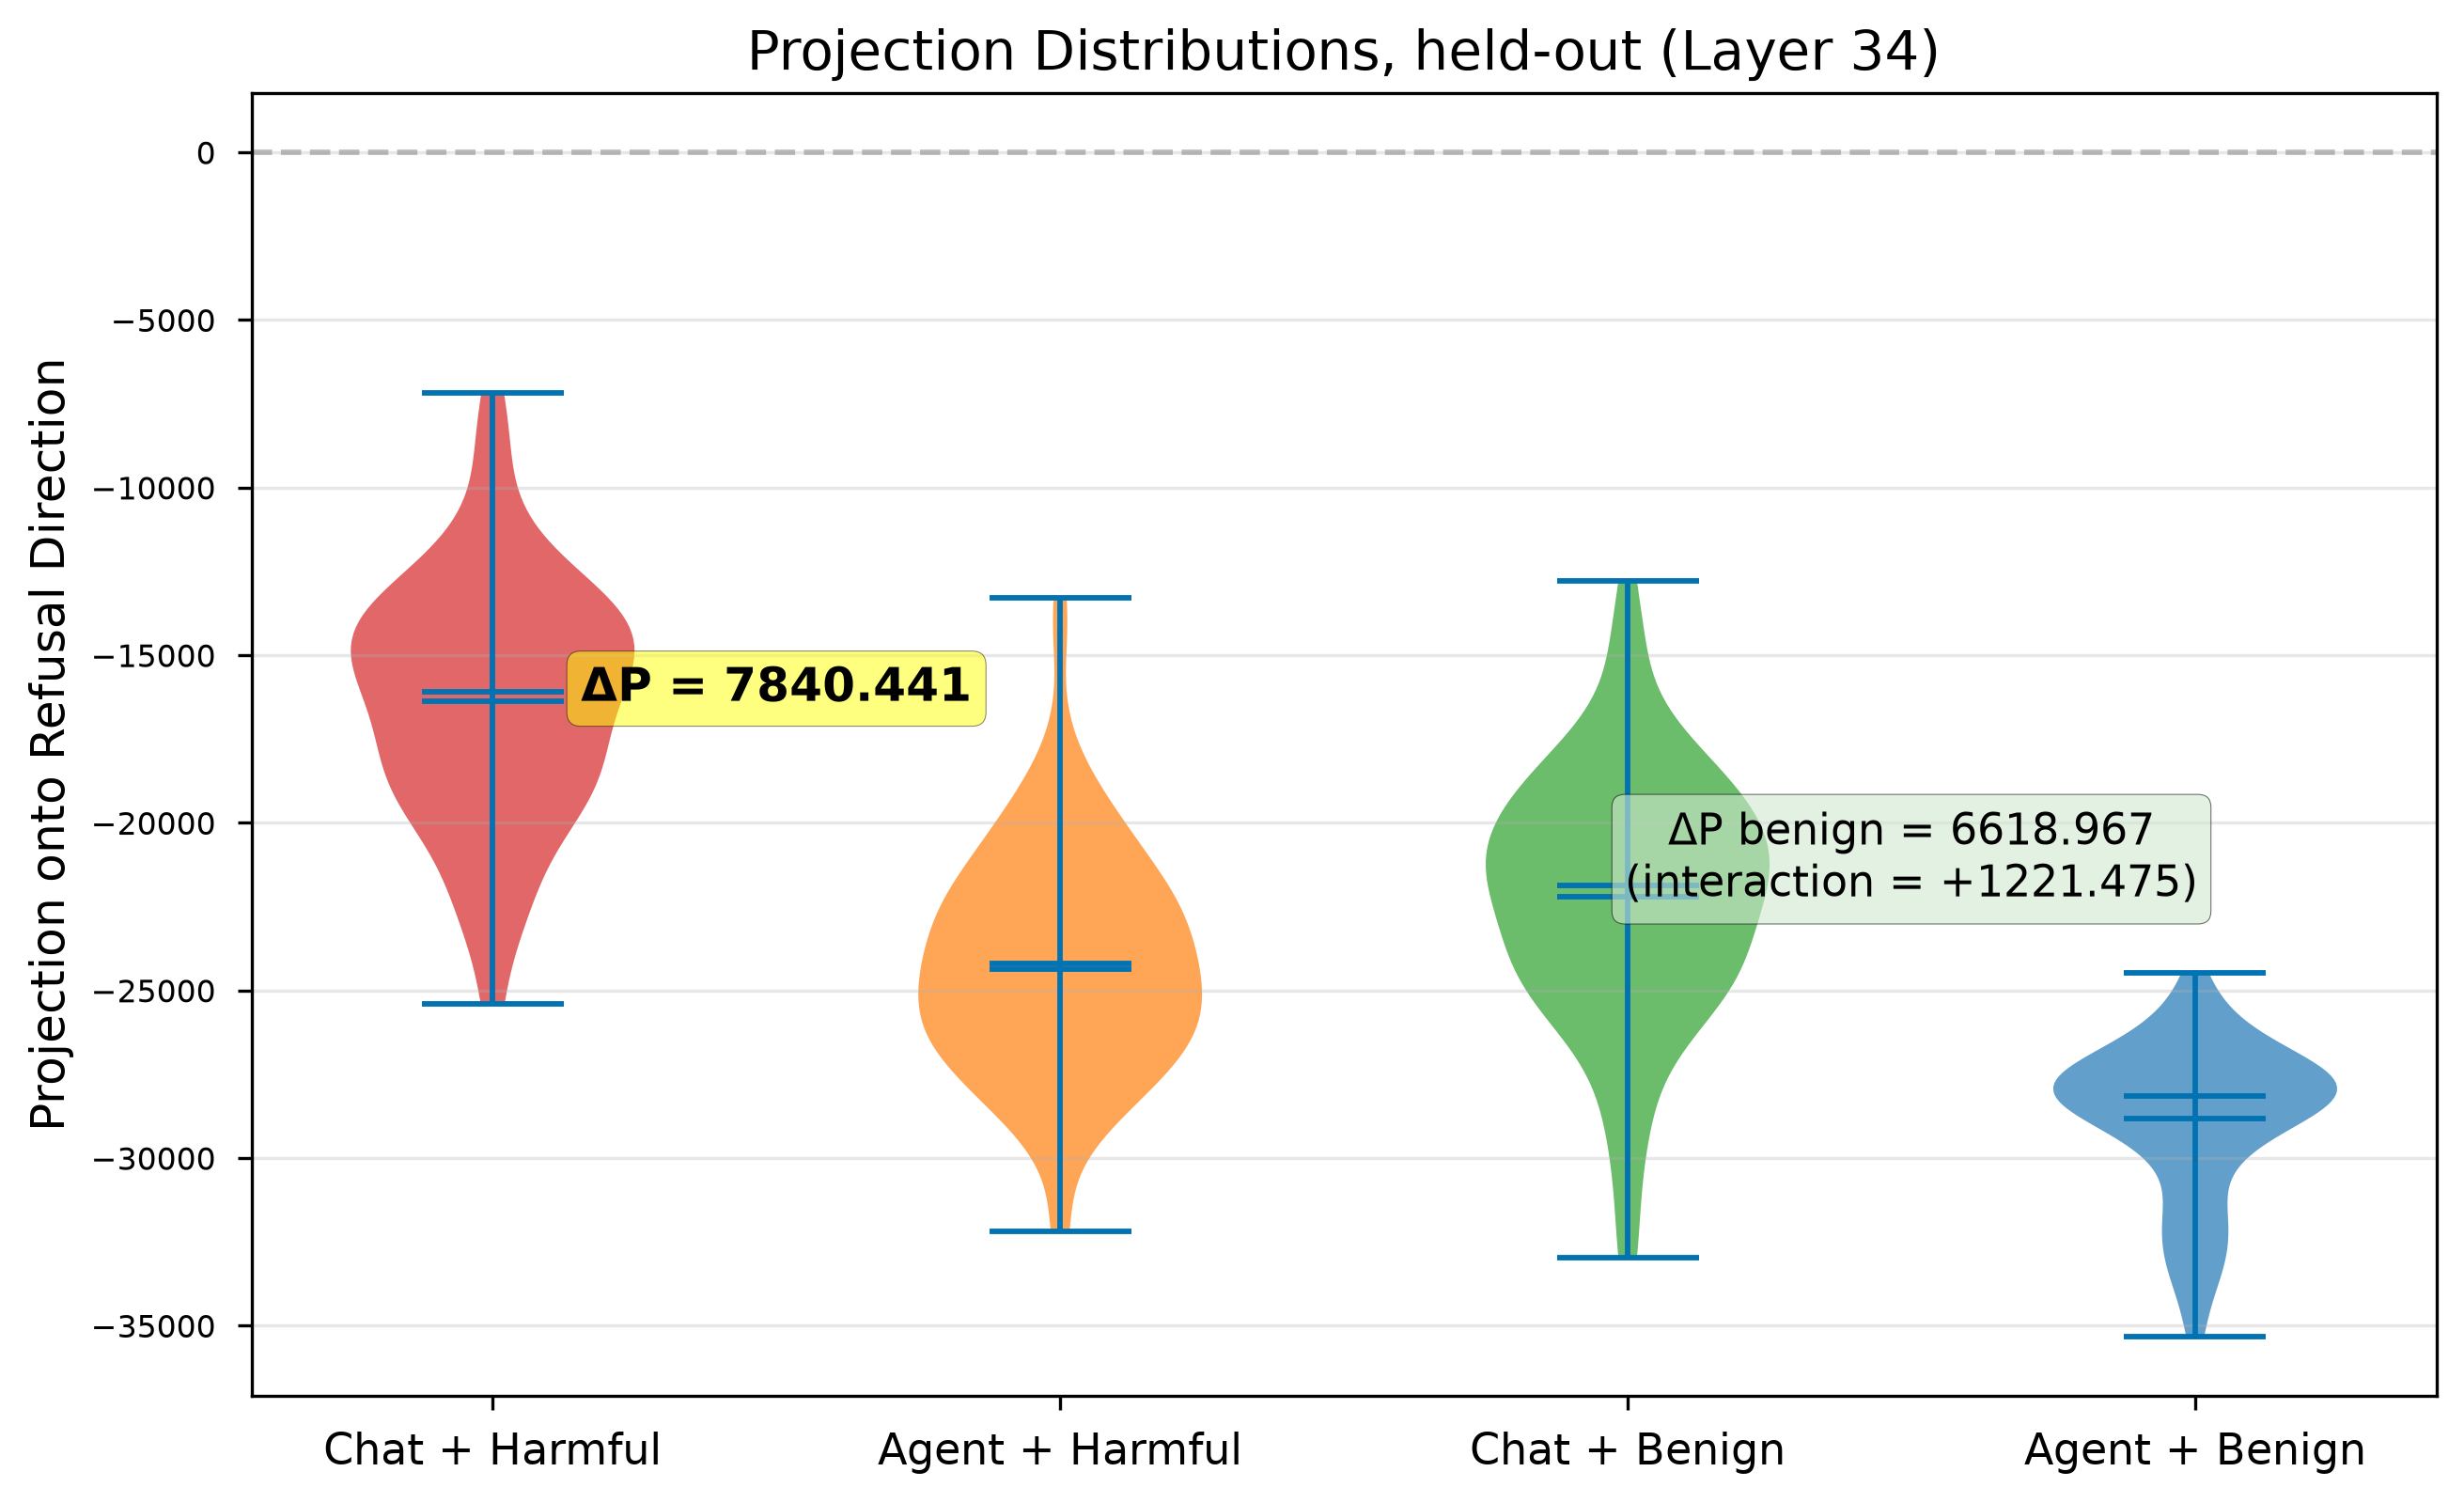 Projection Distributions, held-out (Layer 34)
Projection onto Refusal Direction
0
−5000
−10000
−15000
−20000
−25000
−30000
−35000
ΔP = 7840.441
ΔP benign = 6618.967
(interaction = +1221.475)
Chat + Harmful
Agent + Harmful
Chat + Benign
Agent + Benign